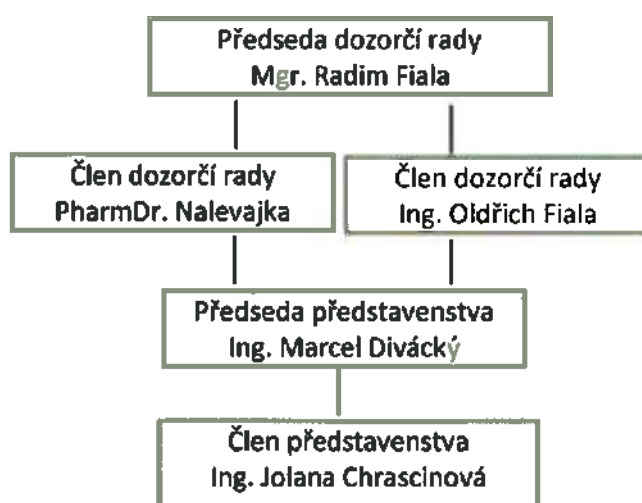 Předseda dozorčí rady
Mgr. Radim Fiala
Člen dozorčí rady
PharmDr. Nalevajka
Člen dozorčí rady
Ing. Oldřich Fiala
Předseda představenstva
Ing. Marcel Divácký
Člen představenstva
Ing. Jolana Chrascinová